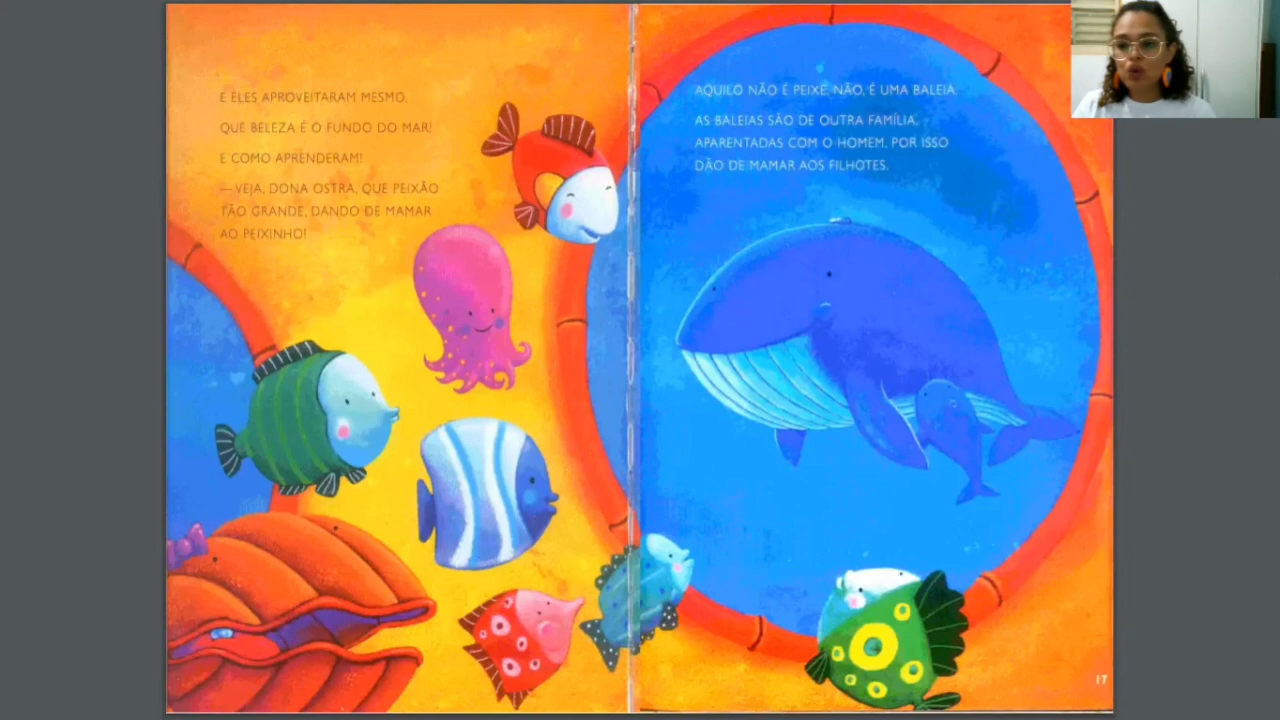 E ELES APROVEITARAM MESMO.
QUE BELEZA É O FUNDO DO MAR!
E COMO APRENDERAM!
— VEJA, DONA OSTRA, QUE PEIXÃO
TÃO GRANDE, DANDO DE MAMAR
AO PEIXINHO!
AQUILO NÃO É PEIXE, NÃO, É UMA BALEIA.
AS BALEIAS SÃO DE OUTRA FAMÍLIA,
APARENTADAS COM O HOMEM. POR ISSO
DÃO DE MAMAR AOS FILHOTES.
17